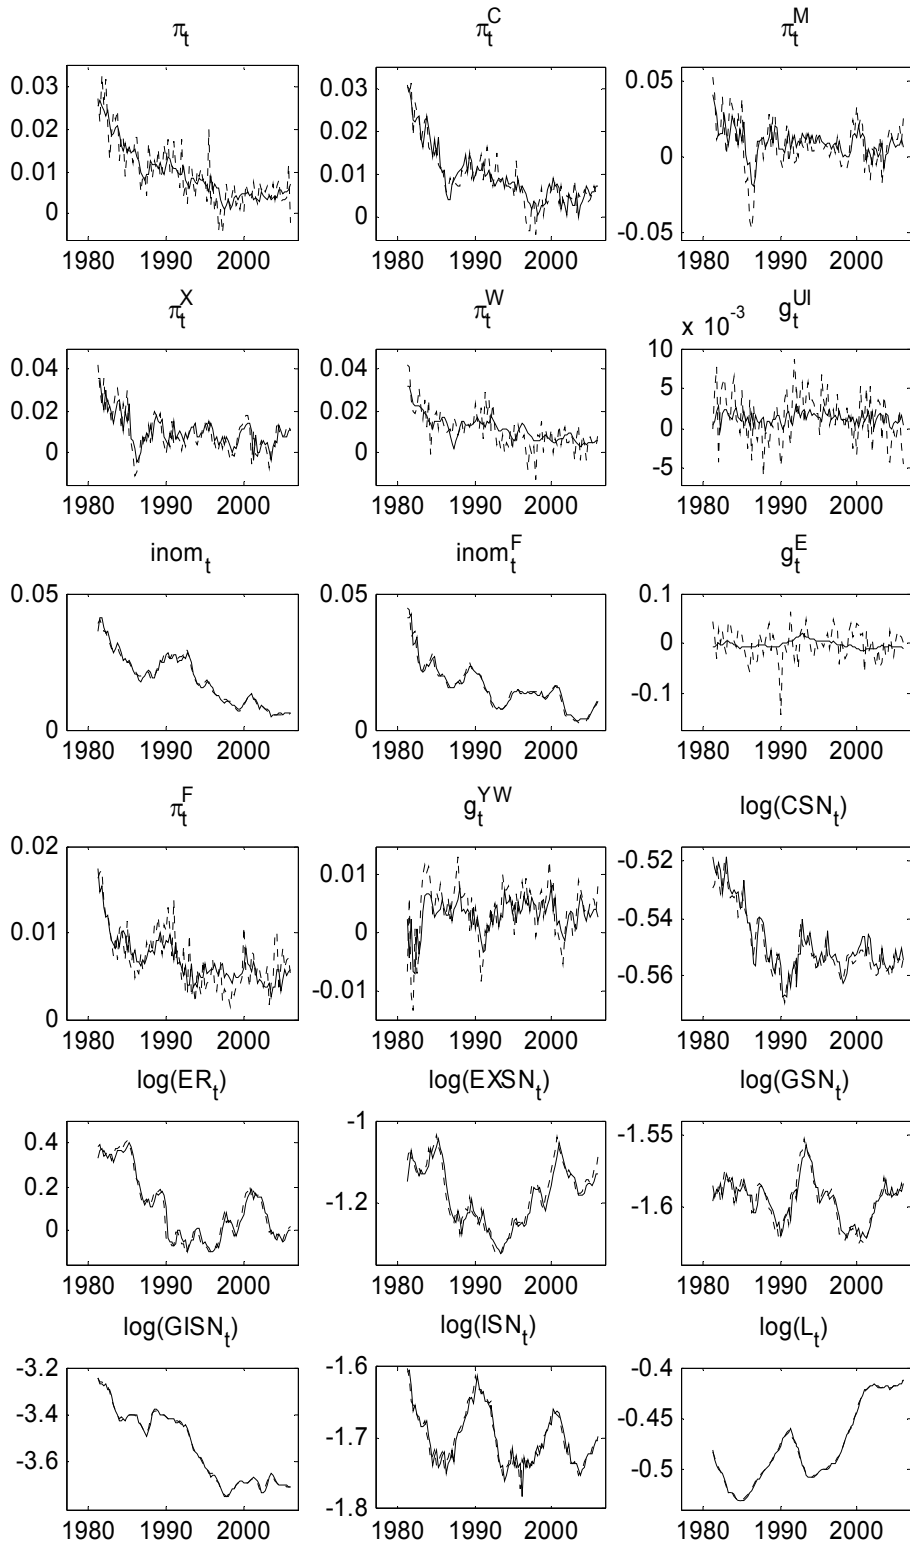 π_t π_t^C π_t^M
0.03 0.02 0.01 0
0.03 0.02 0.01 0
0.05 0 -0.05
1980 1990 2000 1980 1990 2000 1980 1990 2000
π_t^X π_t^W g_t^UI
x 10^-3
0.04 0.02 0
0.04 0.02 0
10 5 0 -5
1980 1990 2000 1980 1990 2000 1980 1990 2000
inom_t inom_t^F g_t^E
0.05 0
0.05 0
0.1 0 -0.1
1980 1990 2000 1980 1990 2000 1980 1990 2000
π_t^F g_t^YW log(CSN_t)
0.02 0.01 0
0.01 0 -0.01
-0.52 -0.54 -0.56
1980 1990 2000 1980 1990 2000 1980 1990 2000
log(ER_t) log(EXSN_t) log(GSN_t)
0.4 0.2 0
-1 -1.2
-1.55 -1.6
1980 1990 2000 1980 1990 2000 1980 1990 2000
log(GISN_t) log(ISN_t) log(L_t)
-3.2 -3.4 -3.6
-1.6 -1.7 -1.8
-0.4 -0.45 -0.5
1980 1990 2000 1980 1990 2000 1980 1990 2000